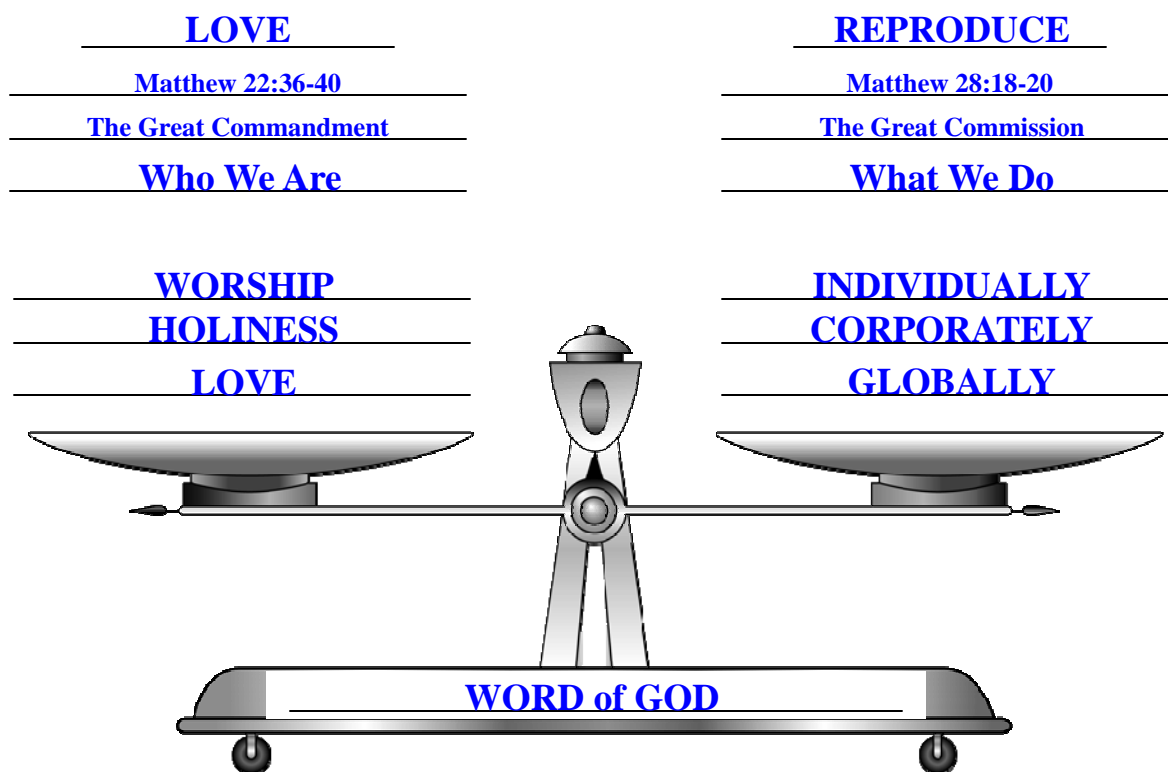 LOVE
Matthew 22:36-40
The Great Commandment
Who We Are
WORSHIP
HOLINESS
LOVE
REPRODUCE
Matthew 28:18-20
The Great Commission
What We Do
INDIVIDUALLY
CORPORATELY
GLOBALLY
WORD of GOD